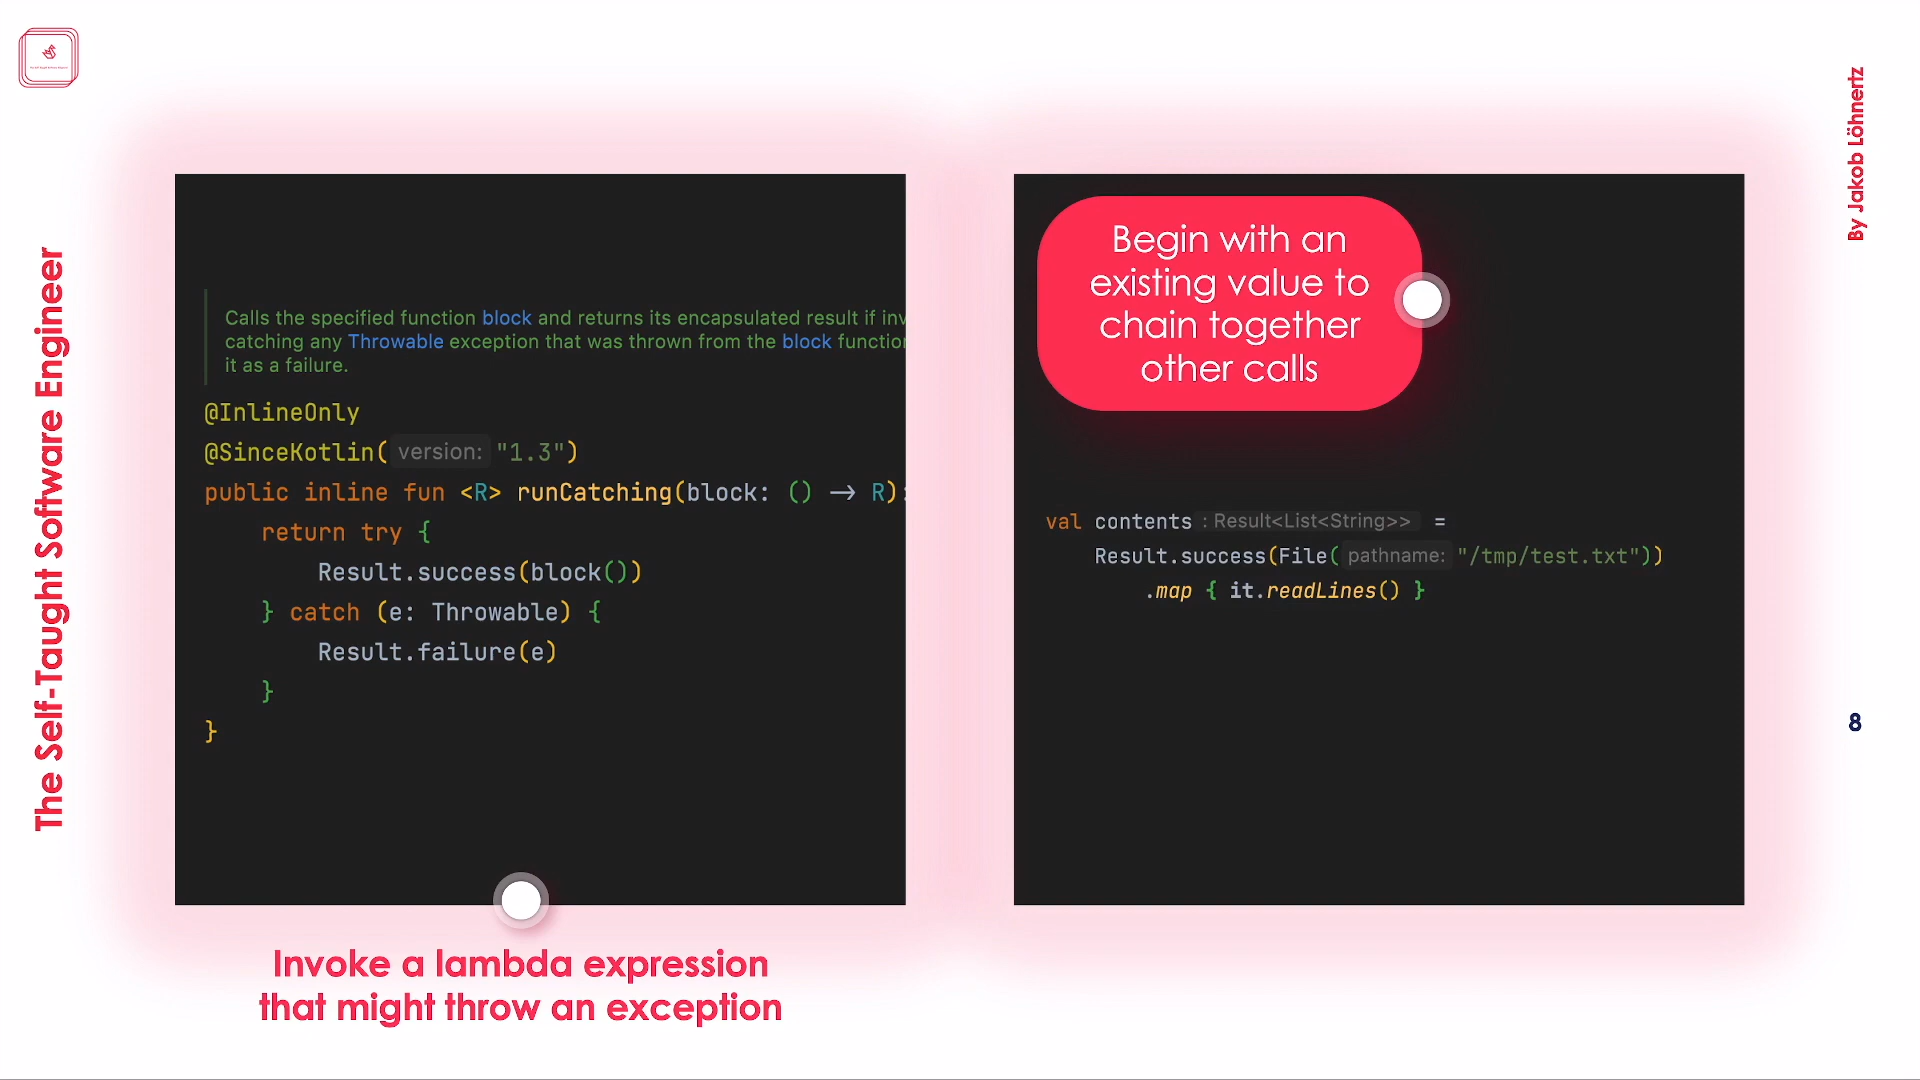 The Self-Taught Software Engineer
By Jakob Löhnertz
Calls the specified function block and returns its encapsulated result if inv
catching any Throwable exception that was thrown from the block function
it as a failure.
@InlineOnly
@SinceKotlin( version: "1.3")
public inline fun <R> runCatching(block: () → R):
    return try {
        Result.success(block())
    } catch (e: Throwable) {
        Result.failure(e)
    }
}
Invoke a lambda expression
that might throw an exception
Begin with an
existing value to
chain together
other calls
val contents : Result<List<String>> =
    Result.success(File( pathname: "/tmp/test.txt"))
        .map { it.readLines() }
8